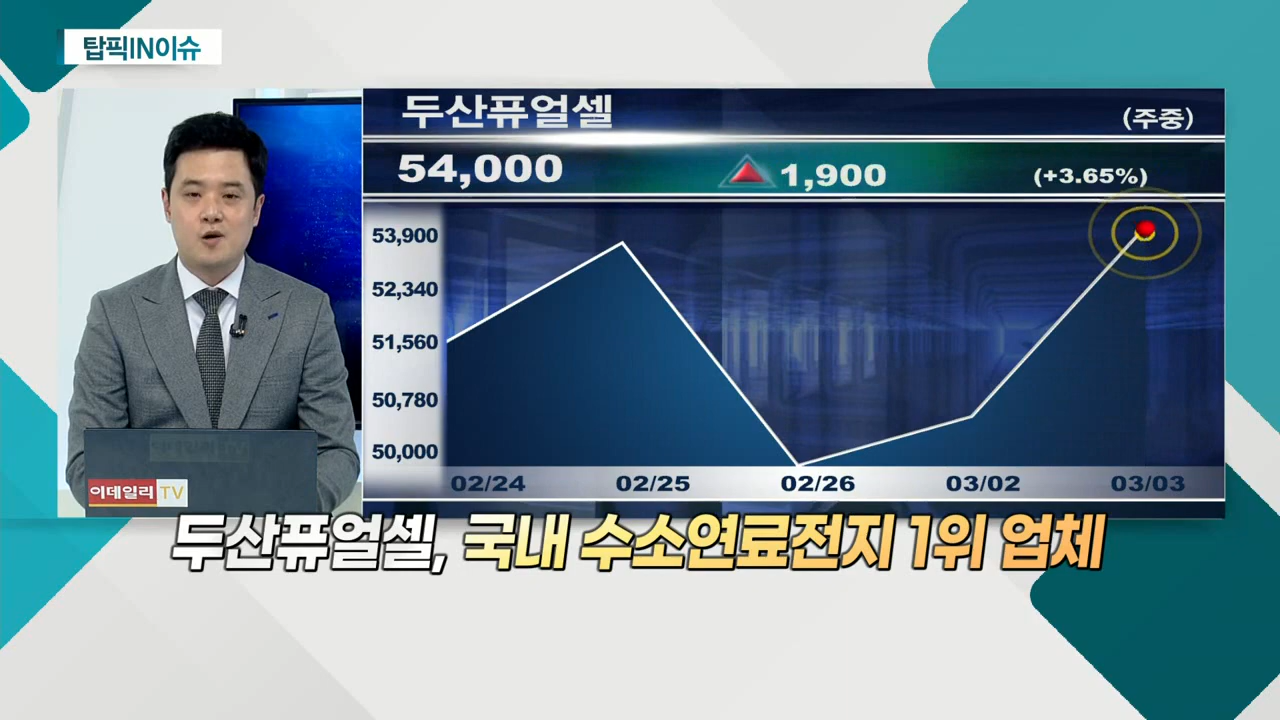 탑픽IN이슈
두산퓨얼셀 (주중)
54,000 ▲ 1,900 (+3.65%)
53,900
52,340
51,560
50,780
50,000
02/24 02/25 02/26 03/02 03/03
이데일리 TV
두산퓨얼셀, 국내 수소연료전지 1위 업체